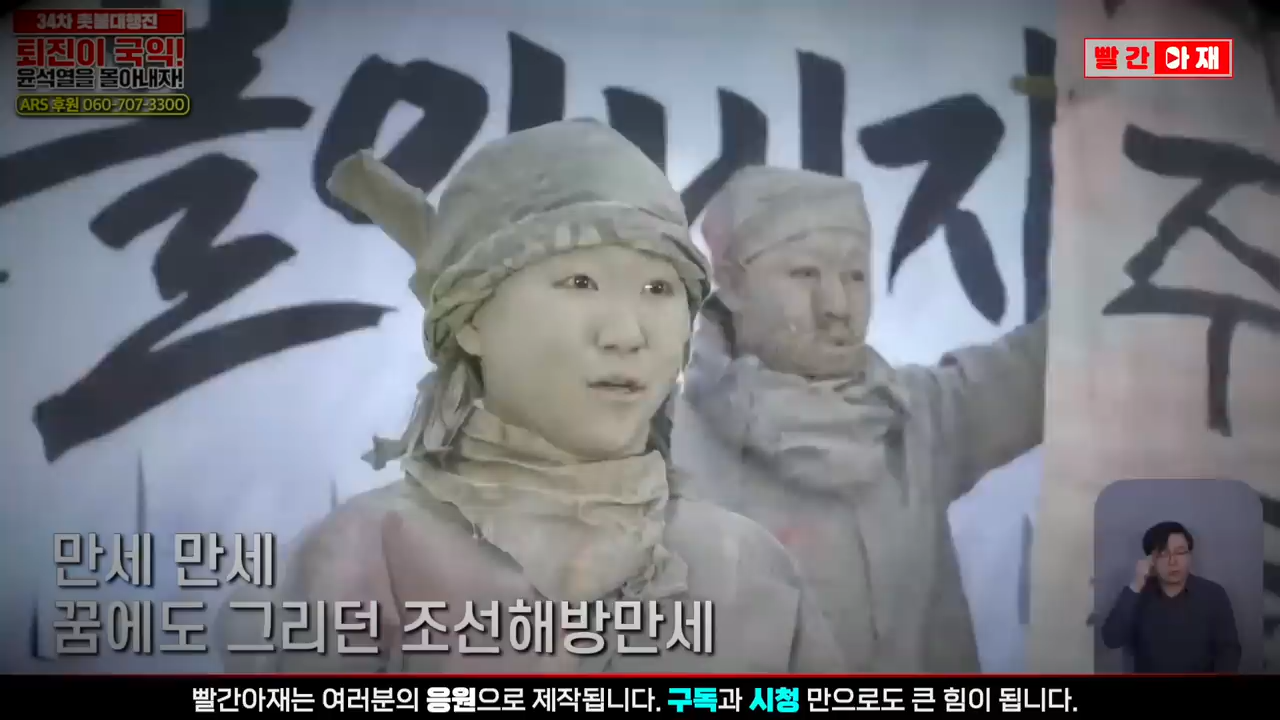 34차 촛불대행진
퇴진이 국익!
윤석열을 몰아내자!
ARS 후원 060-707-3300
빨간아재
주
만세 만세
꿈에도 그리던 조선해방만세
빨간아재는 여러분의 응원으로 제작됩니다. 구독과 시청 만으로도 큰 힘이 됩니다.